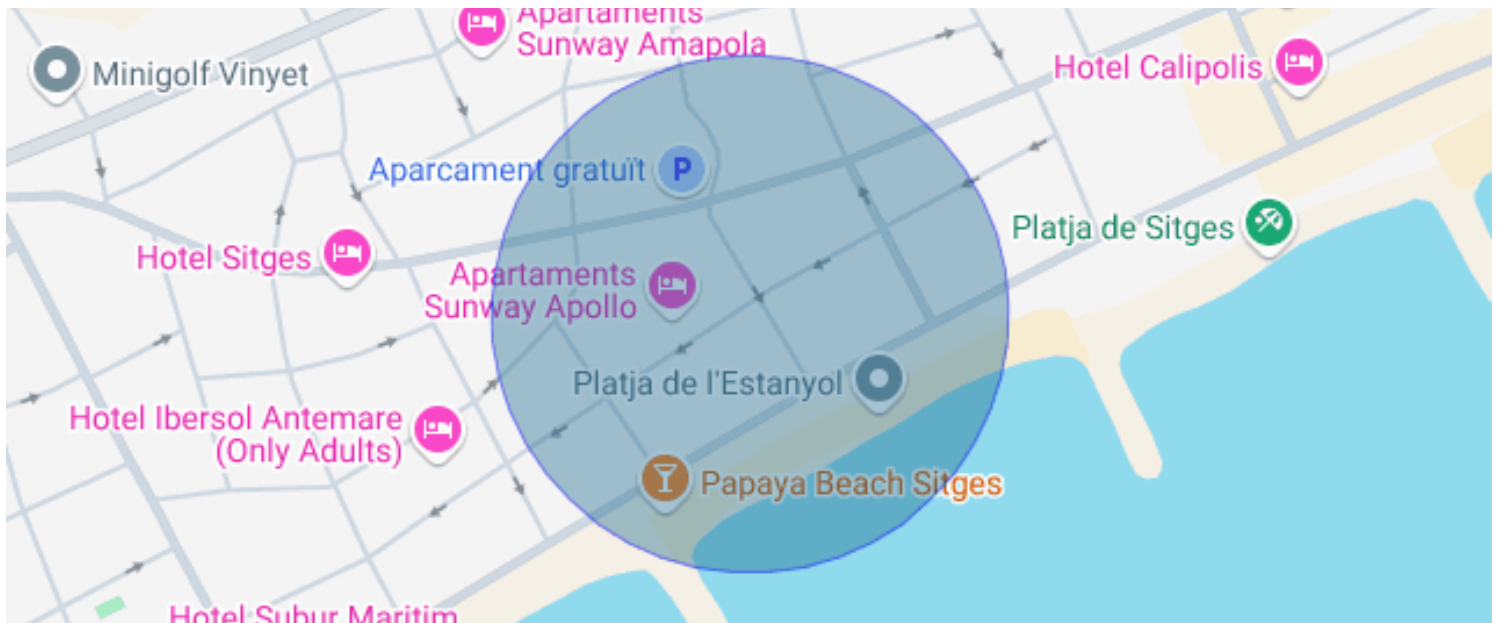 Apartaments
Sunway Amapola
Minigolf Vinyet
Hotel Calipolis
Aparcament gratuït
P
Platja de Sitges
Hotel Sitges
Apartaments
Sunway Apollo
Platja de l'Estanyol
Hotel Ibersol Antemare
(Only Adults)
Papaya Beach Sitges
Hotel Subur Maritim